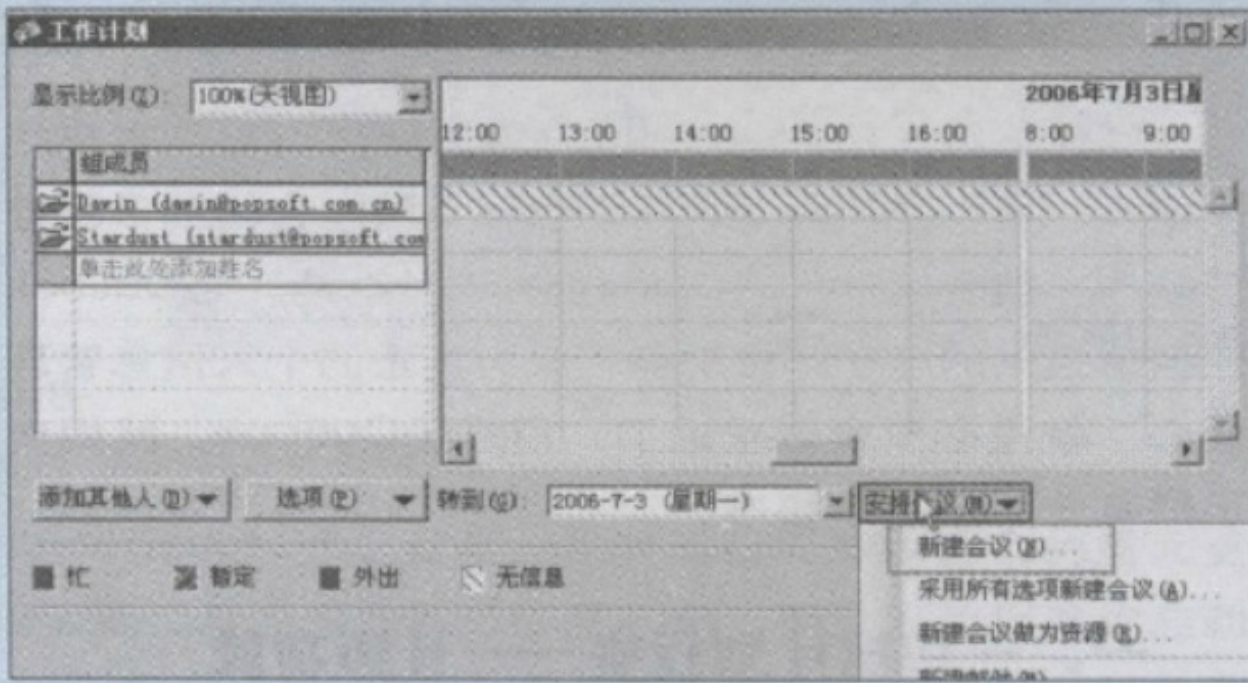 工作计划
显示比例(Z): 100%(天视图)
2006年7月3日星
12:00 13:00 14:00 15:00 16:00 8:00 9:00
组成员
Dawin (dawin@popsoft.com.cn)
Stardust (stardust@popsoft.com
单击此处添加姓名
添加其他人(D) 选项(P) 转到(G): 2006-7-3 (星期一) 安排会议(M)
新建会议(N)...
忙 暂定 外出 无信息
采用所有选项新建会议(A)...
新建会议做为资源(R)...